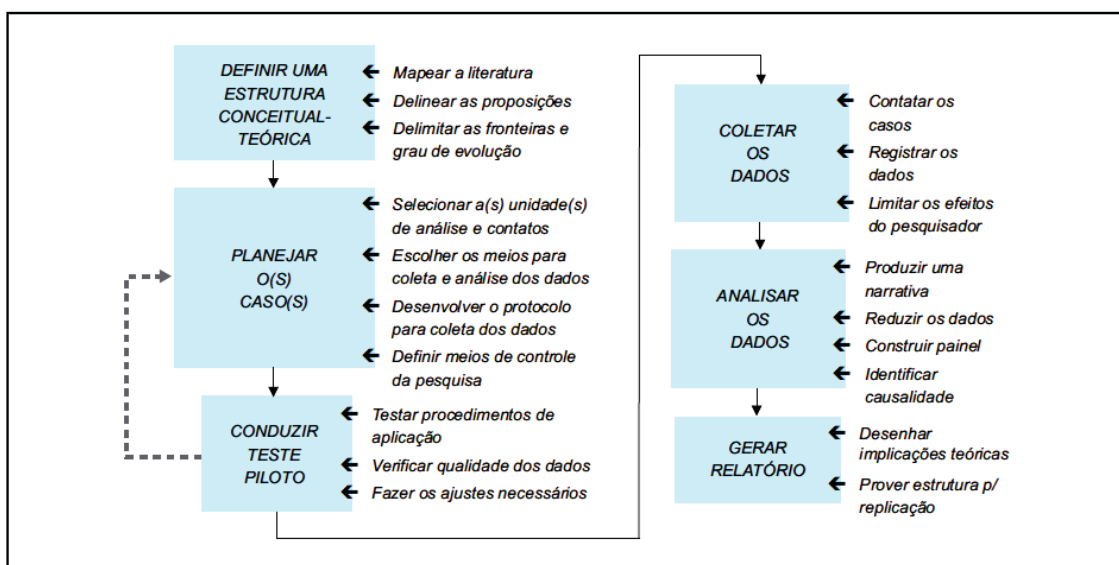 DEFINIR UMA
ESTRUTURA
CONCEITUAL-
TEÓRICA
Mapear a literatura
Delinear as proposições
Delimitar as fronteiras e
grau de evolução
PLANEJAR
O(S)
CASO(S)
Selecionar a(s) unidade(s)
de análise e contatos
Escolher os meios para
coleta e análise dos dados
Desenvolver o protocolo
para coleta dos dados
Definir meios de controle
da pesquisa
CONDUZIR
TESTE
PILOTO
Testar procedimentos de
aplicação
Verificar qualidade dos dados
Fazer os ajustes necessários
COLETAR
OS
DADOS
Contatar os
casos
Registrar os
dados
Limitar os efeitos
do pesquisador
ANALISAR
OS
DADOS
Produzir uma
narrativa
Reduzir os dados
Construir painel
Identificar
causalidade
GERAR
RELATÓRIO
Desenhar
implicações teóricas
Prover estrutura p/
replicação